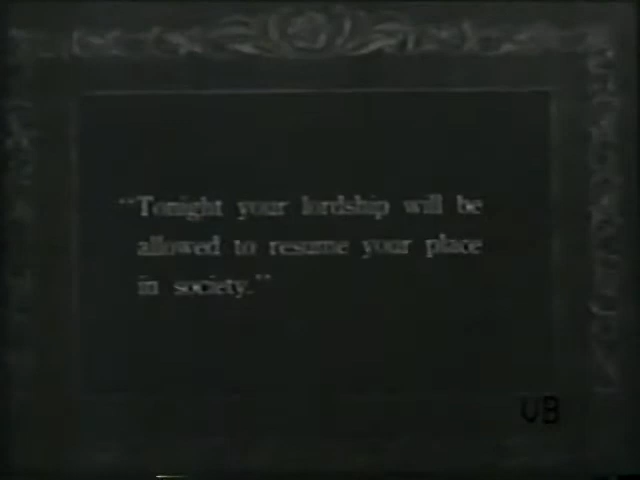 "Tonight your lordship will be
allowed to resume your place
in society."
VB